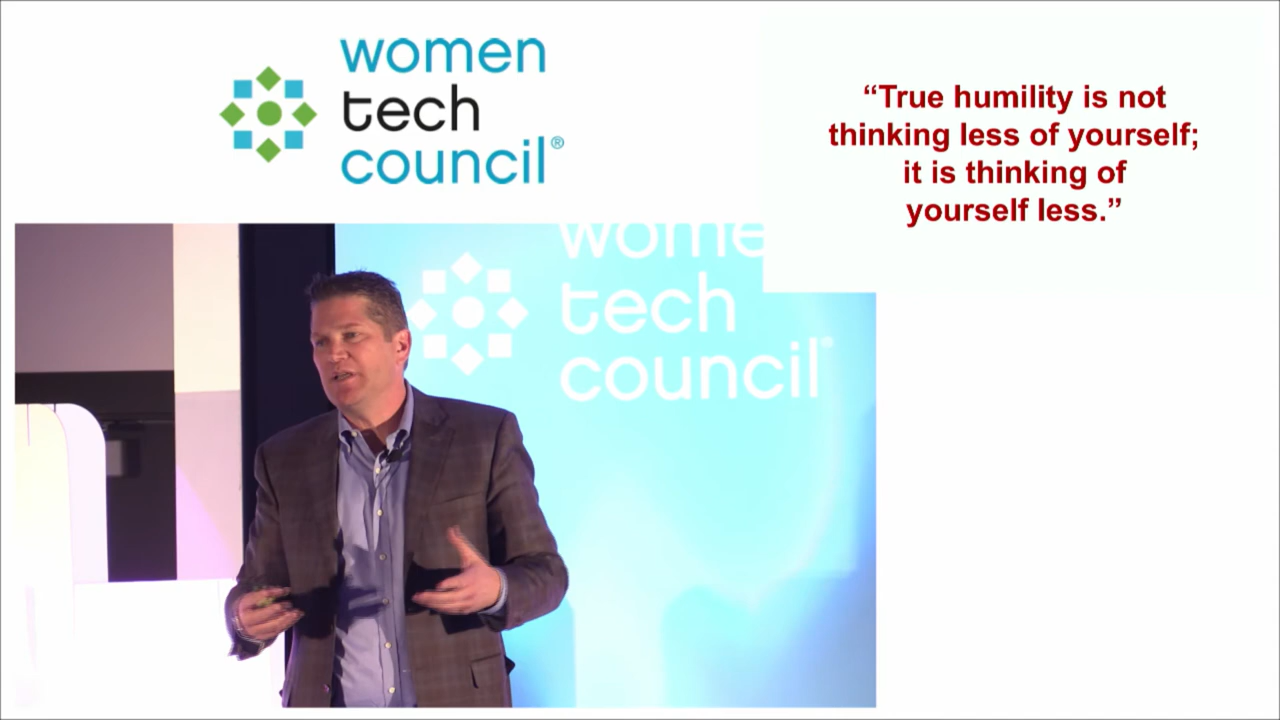 women
tech
council®
“True humility is not
thinking less of yourself;
it is thinking of
yourself less.”
wome
tech
council